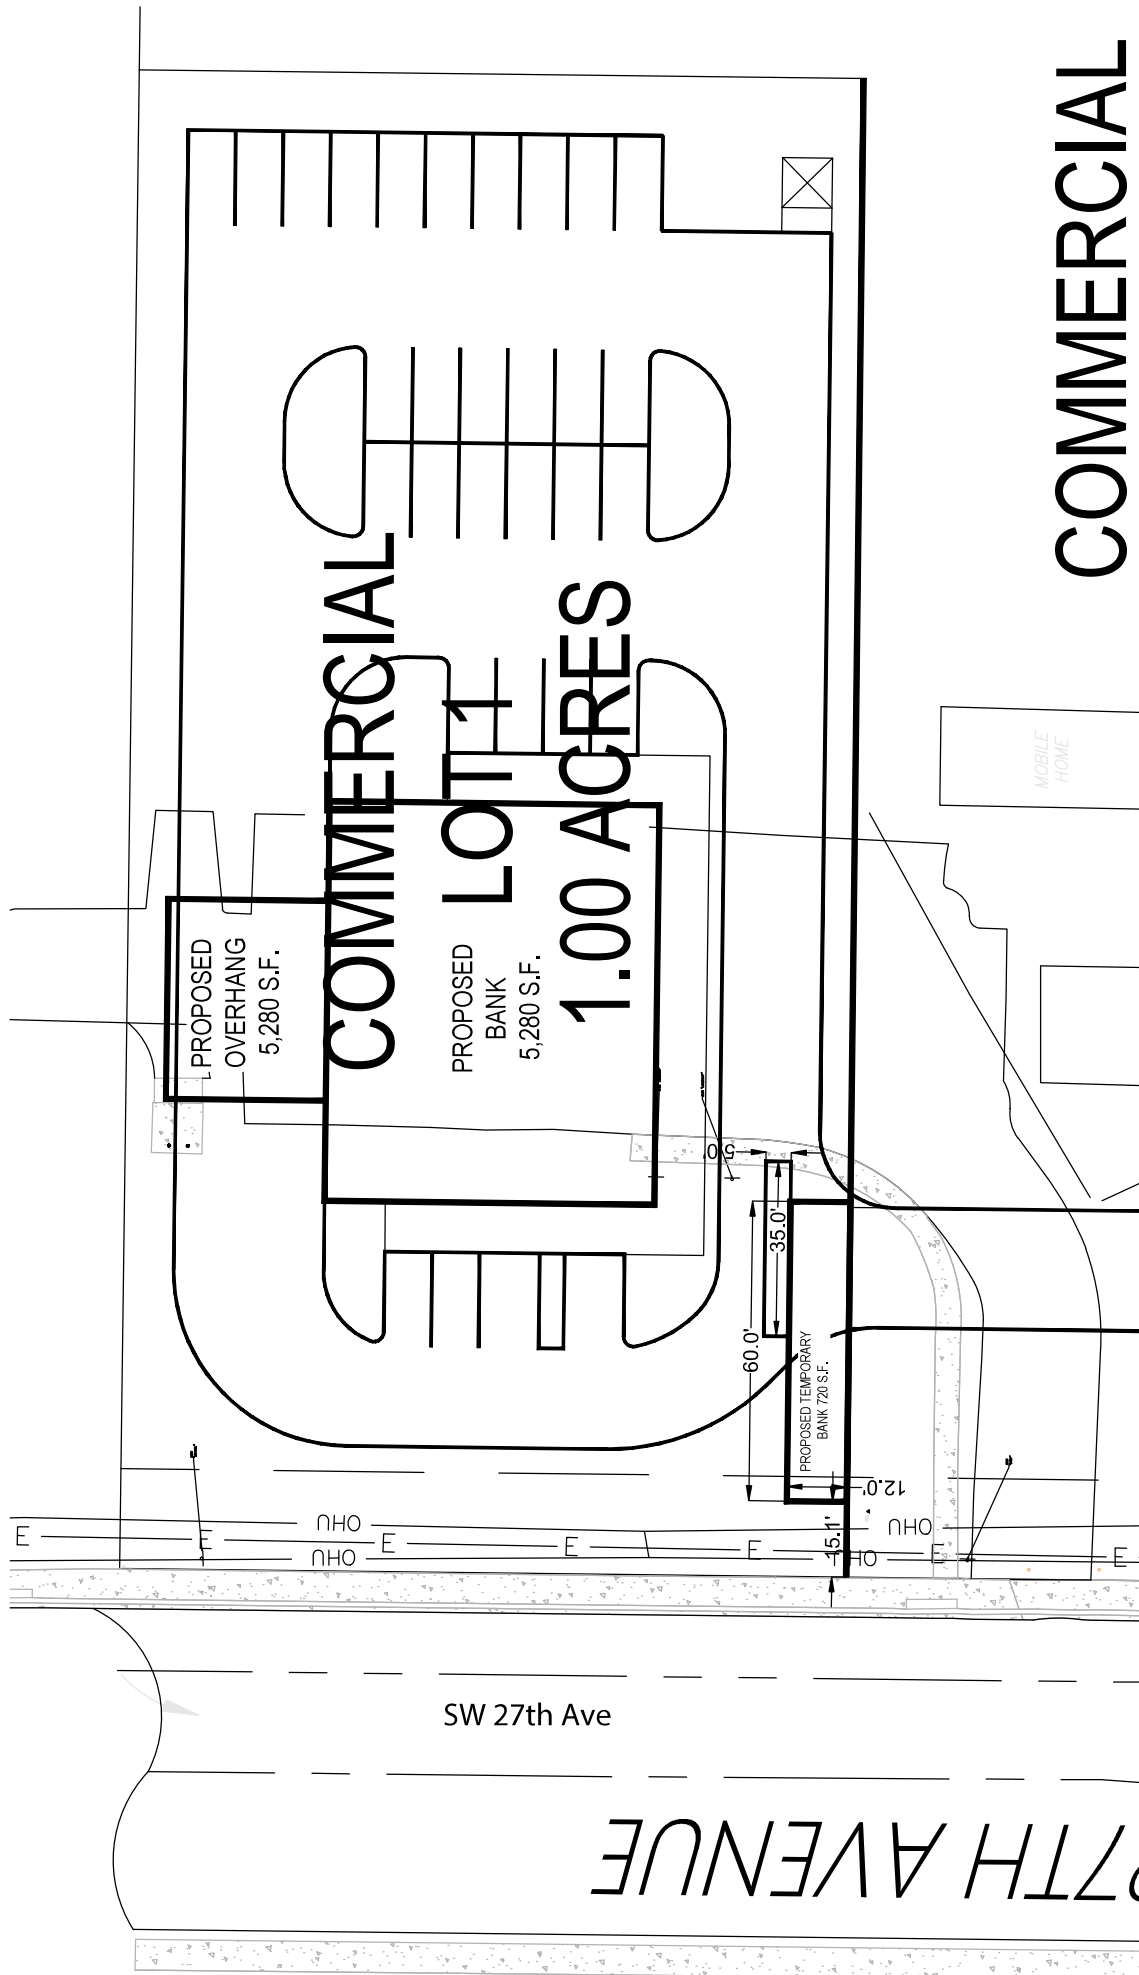 COMMERCIAL
COMMERCIAL
LOT 1
1.00 ACRES
MOBILE
HOME
PROPOSED
OVERHANG
5,280 S.F.
PROPOSED
BANK
5,280 S.F.
5.0'
35.0'
60.0'
PROPOSED TEMPORARY
BANK 720 S.F.
12.0'
15.1'
OHU
OHU
E
E
E
E
E
E
E
OHU
OHU
SW 27th Ave
27TH AVENUE